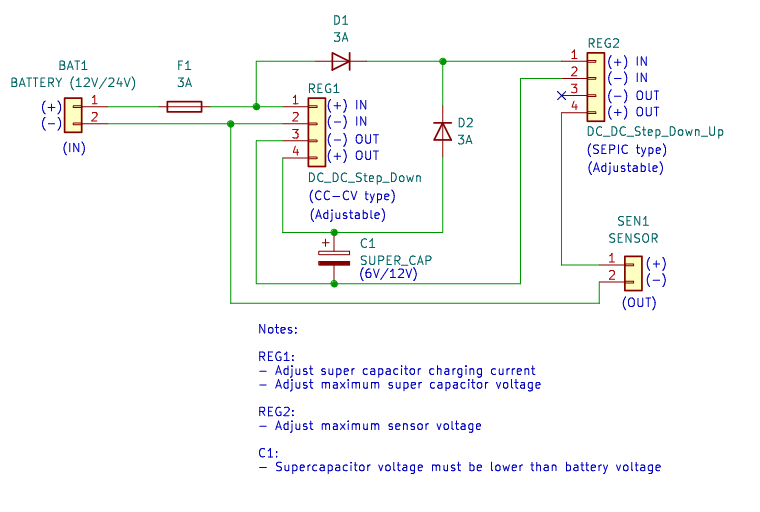 D1
3A
BAT1
BATTERY (12V/24V)
(+) 1
(-) 2
(IN)
F1
3A
REG1
1 (+) IN
2 (-) IN
3 (-) OUT
4 (+) OUT
DC_DC_Step_Down
(CC-CV type)
(Adjustable)
D2
3A
REG2
1 (+) IN
2 (-) IN
3 (-) OUT
4 (+) OUT
DC_DC_Step_Down_Up
(SEPIC type)
(Adjustable)
+ C1
SUPER_CAP
(6V/12V)
SEN1
SENSOR
1 (+)
2 (-)
(OUT)
Notes:
REG1:
- Adjust super capacitor charging current
- Adjust maximum super capacitor voltage
REG2:
- Adjust maximum sensor voltage
C1:
- Supercapacitor voltage must be lower than battery voltage